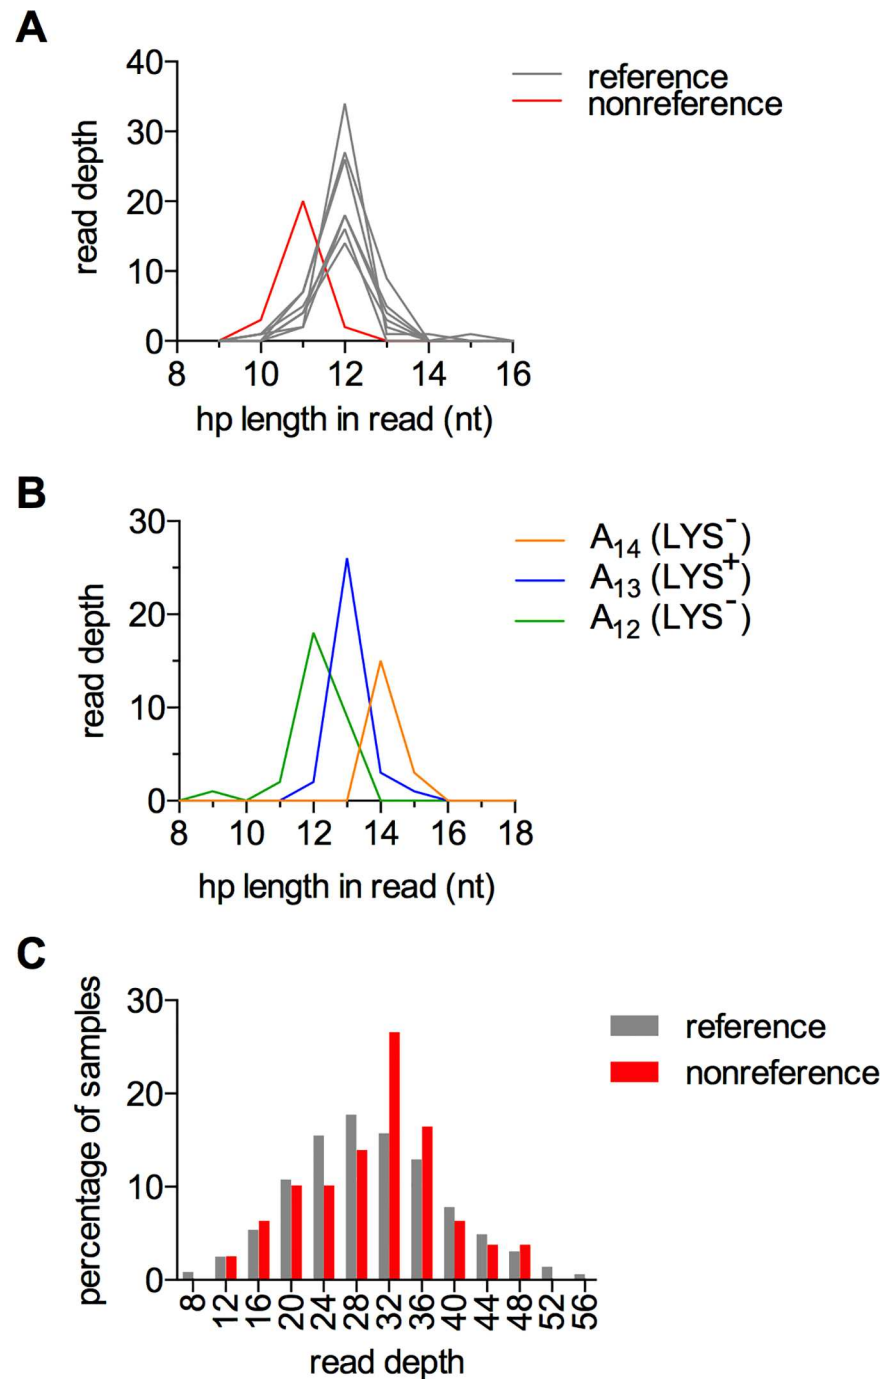 A
40
30
20
10
0
read depth
8 10 12 14 16
hp length in read (nt)
reference
nonreference
B
30
20
10
0
read depth
8 10 12 14 16 18
hp length in read (nt)
A14 (LYS-)
A13 (LYS+)
A12 (LYS-)
C
30
20
10
0
percentage of samples
8 12 16 20 24 28 32 36 40 44 48 52 56
read depth
reference
nonreference